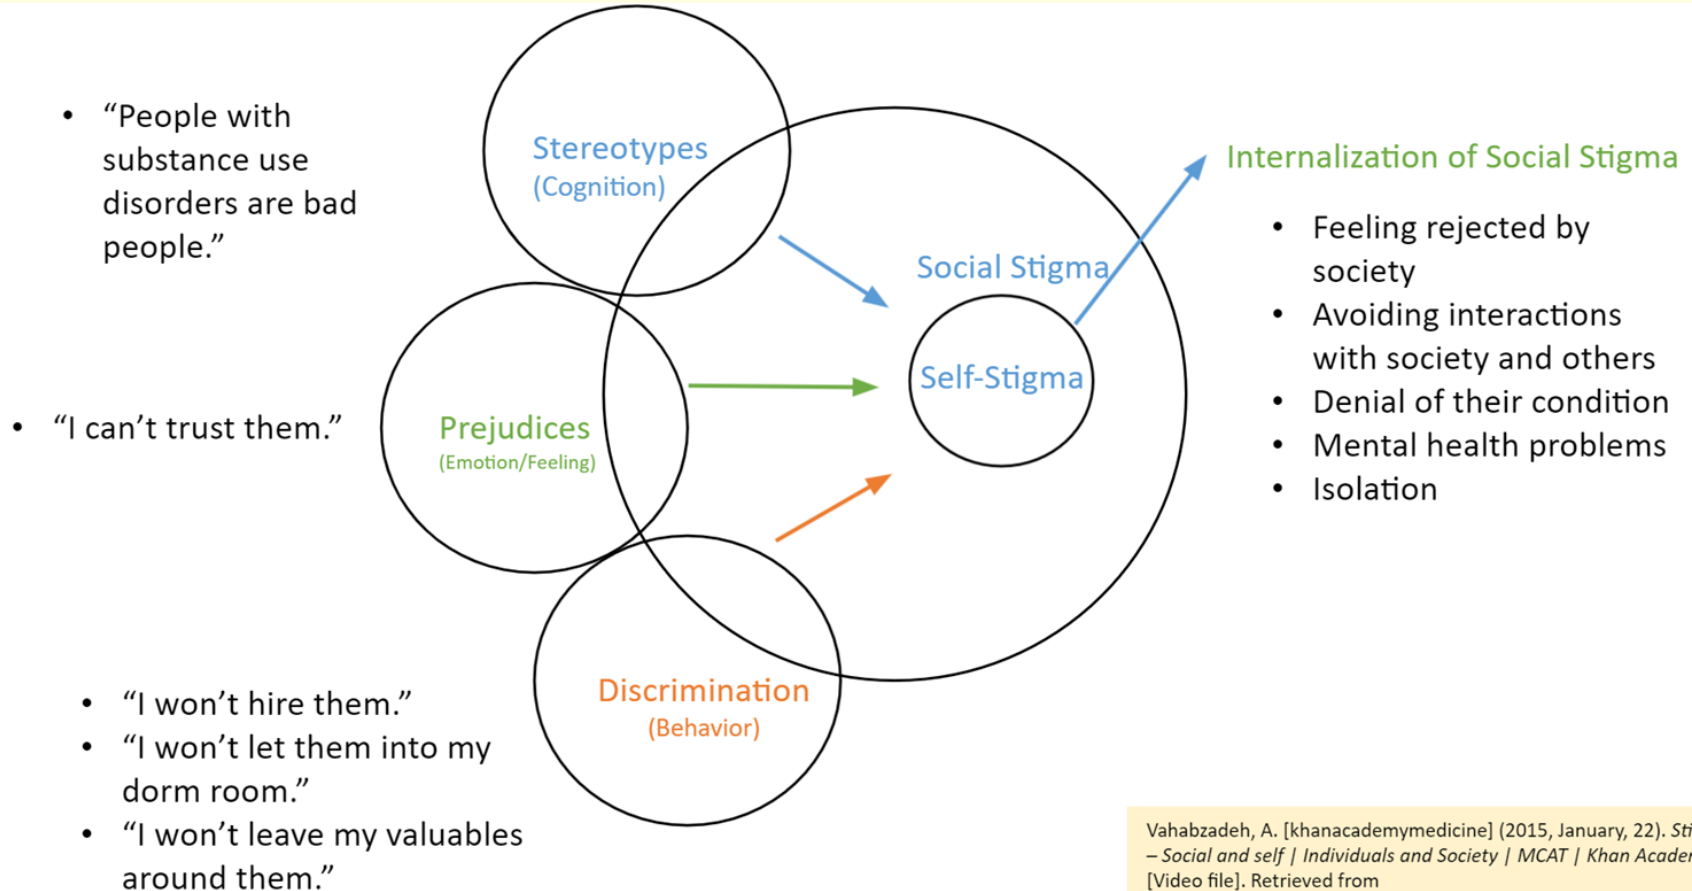 • “People with
substance use
disorders are bad
people.”
• “I can’t trust them.”
• “I won’t hire them.”
• “I won’t let them into my
dorm room.”
• “I won’t leave my valuables
around them.”
Stereotypes
(Cognition)
Prejudices
(Emotion/Feeling)
Discrimination
(Behavior)
Social Stigma
Self-Stigma
Internalization of Social Stigma
• Feeling rejected by
society
• Avoiding interactions
with society and others
• Denial of their condition
• Mental health problems
• Isolation
Vahabzadeh, A. [khanacademymedicine] (2015, January, 22).
– Social and self | Individuals and Society | MCAT | Khan
[Video file]. Retrieved from